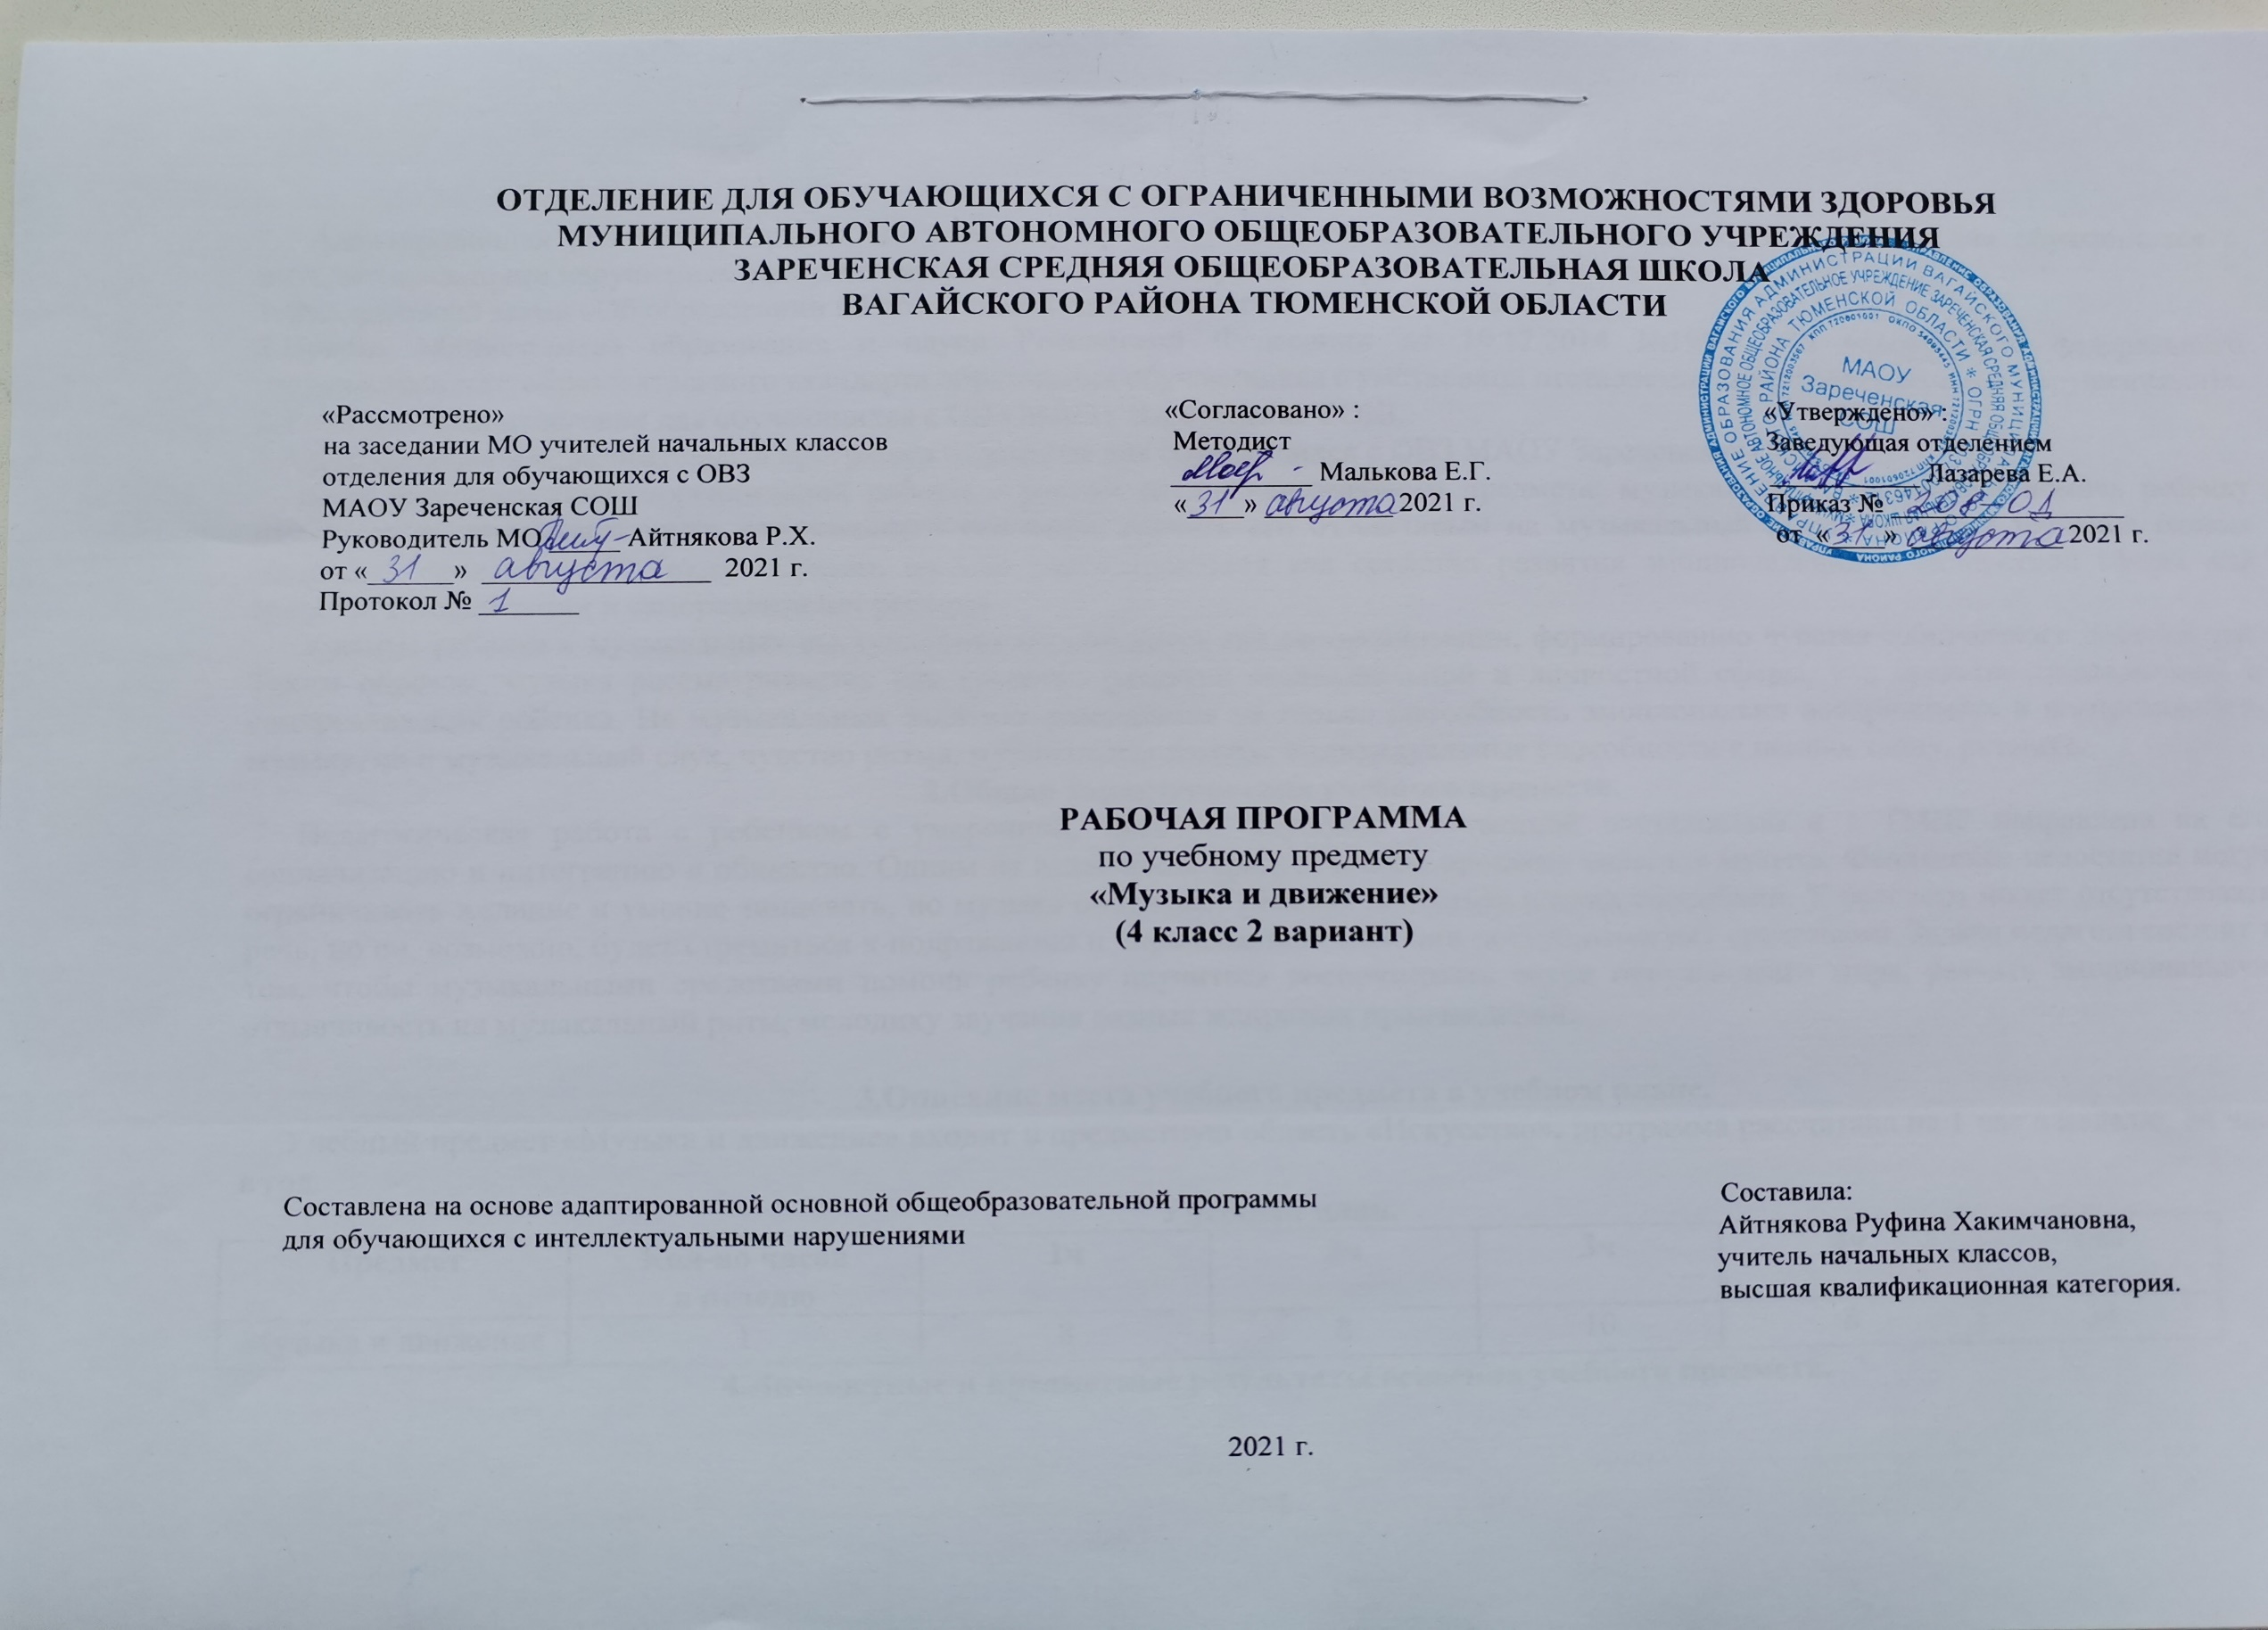 ОТДЕЛЕНИЕ ДЛЯ ОБУЧАЮЩИХСЯ С ОГРАНИЧЕННЫМИ ВОЗМОЖНОСТЯМИ ЗДОРОВЬЯ
МУНИЦИПАЛЬНОГО АВТОНОМНОГО ОБЩЕОБРАЗОВАТЕЛЬНОГО УЧРЕЖДЕНИЯ
ЗАРЕЧЕНСКАЯ СРЕДНЯЯ ОБЩЕОБРАЗОВАТЕЛЬНАЯ ШКОЛА
ВАГАЙСКОГО РАЙОНА ТЮМЕНСКОЙ ОБЛАСТИ
«Рассмотрено»
на заседании МО учителей начальных классов
отделения для обучающихся с ОВЗ
МАОУ Зареченская СОШ
Руководитель МО ______ Айтнякова Р.Х.
от «31» августа 2021 г.
Протокол № 1
«Согласовано» :
Методист
Малькова Е.Г.
«31» августа 2021 г.
«Утверждено» :
Заведующая отделением
Лазарева Е.А.
Приказ №
от «31» августа 2021 г.
МАОУ
Зареченская
СОШ
РАБОЧАЯ ПРОГРАММА
по учебному предмету
«Музыка и движение»
(4 класс 2 вариант)
Составлена на основе адаптированной основной общеобразовательной программы
для обучающихся с интеллектуальными нарушениями
Составила:
Айтнякова Руфина Хакимчановна,
учитель начальных классов,
высшая квалификационная категория.
2021 г.